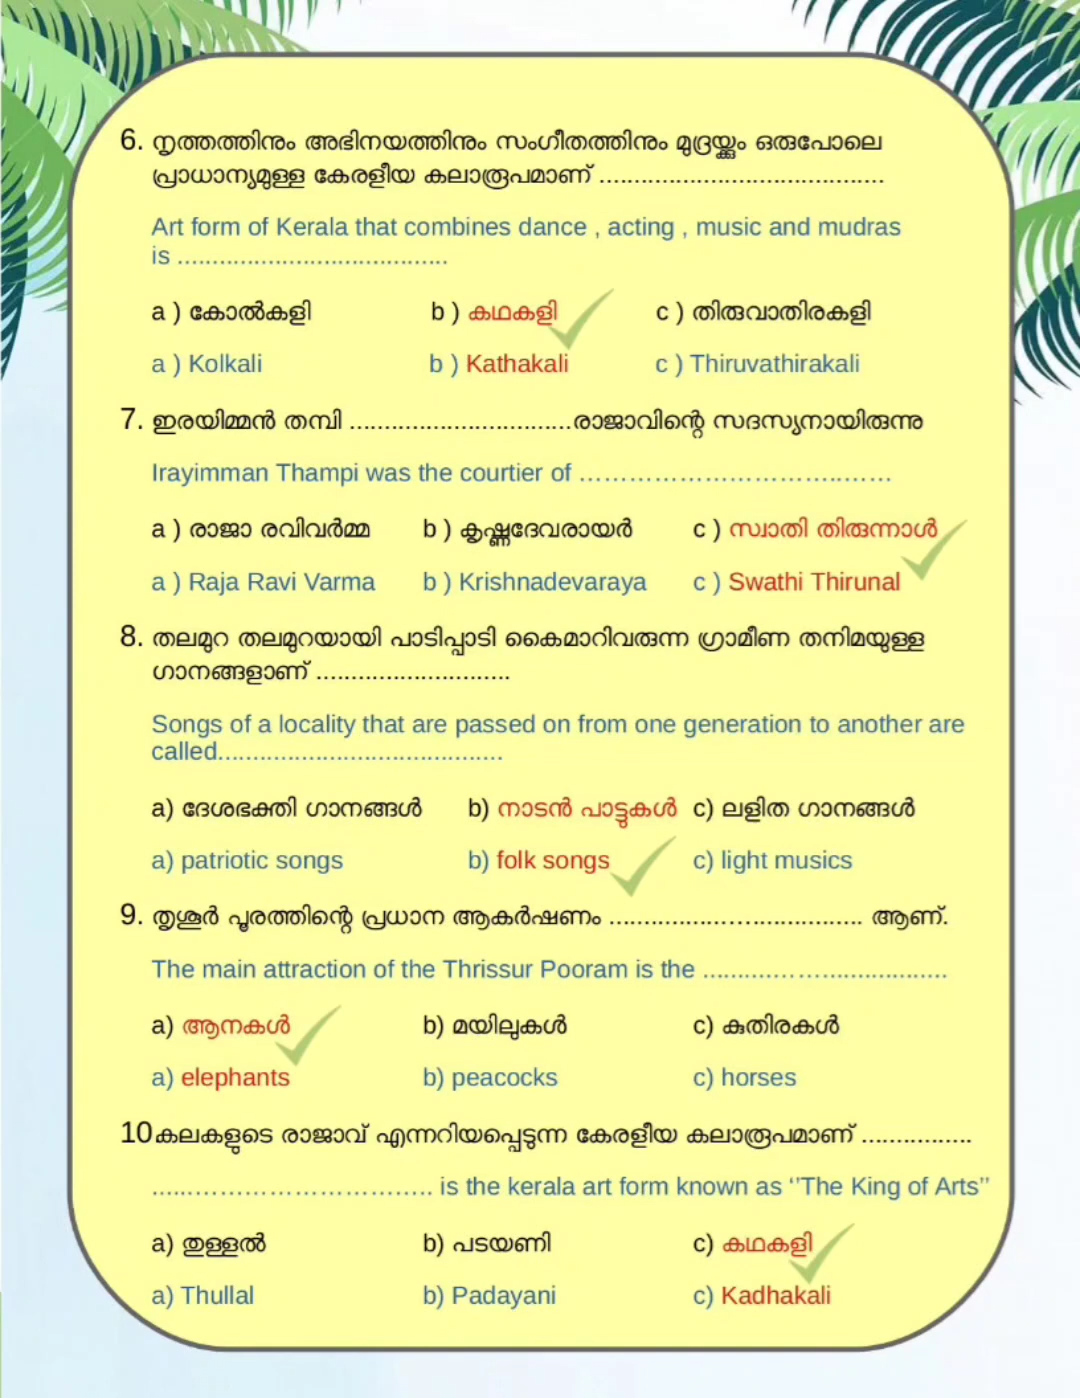 6. നൃത്തത്തിനും അഭിനയത്തിനും സംഗീതത്തിനും മുദ്രയ്ക്കും ഒരുപോലെ
പ്രാധാന്യമുള്ള കേരളീയ കലാരൂപമാണ് .........................................
Art form of Kerala that combines dance , acting , music and mudras
is .......................................
a ) കോൽകളി b ) കഥകളി c ) തിരുവാതിരകളി
a ) Kolkali b ) Kathakali c ) Thiruvathirakali
7. ഇരയിമ്മൻ തമ്പി ................................രാജാവിന്റെ സദസ്യനായിരുന്നു
Irayimman Thampi was the courtier of .............................................
a ) രാജാ രവിവർമ്മ b ) കൃഷ്ണദേവരായർ c ) സ്വാതി തിരുന്നാൾ
a ) Raja Ravi Varma b ) Krishnadevaraya c ) Swathi Thirunal
8. തലമുറ തലമുറയായി പാടിപ്പാടി കൈമാറിവരുന്ന ഗ്രാമീണ തനിമയുള്ള
ഗാനങ്ങളാണ് ............................
Songs of a locality that are passed on from one generation to another are
called.........................................
a) ദേശഭക്തി ഗാനങ്ങൾ b) നാടൻ പാട്ടുകൾ c) ലളിത ഗാനങ്ങൾ
a) patriotic songs b) folk songs c) light musics
9. തൃശൂർ പൂരത്തിന്റെ പ്രധാന ആകർഷണം .................................... ആണ്.
The main attraction of the Thrissur Pooram is the ...................................
a) ആനകൾ b) മയിലുകൾ c) കുതിരകൾ
a) elephants b) peacocks c) horses
10കലകളുടെ രാജാവ് എന്നറിയപ്പെടുന്ന കേരളീയ കലാരൂപമാണ് ................
........................................ is the kerala art form known as ‘’The King of Arts’’
a) തുള്ളൽ b) പടയണി c) കഥകളി
a) Thullal b) Padayani c) Kadhakali